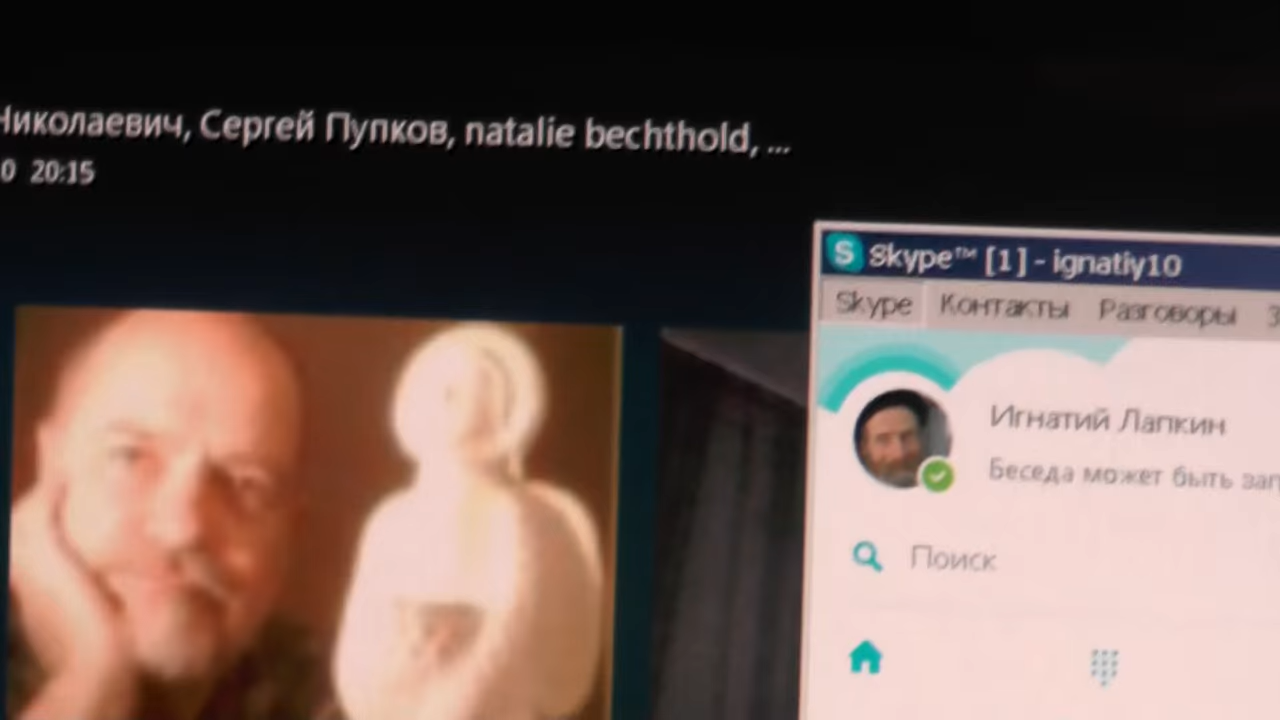 Николаевич, Сергей Пупков, natalie bechthold, ...
0 20:15
Skype™ [1] - ignatiy10
Skype Контакты Разговоры
Игнатий Лапкин
Беседа может быть
Поиск